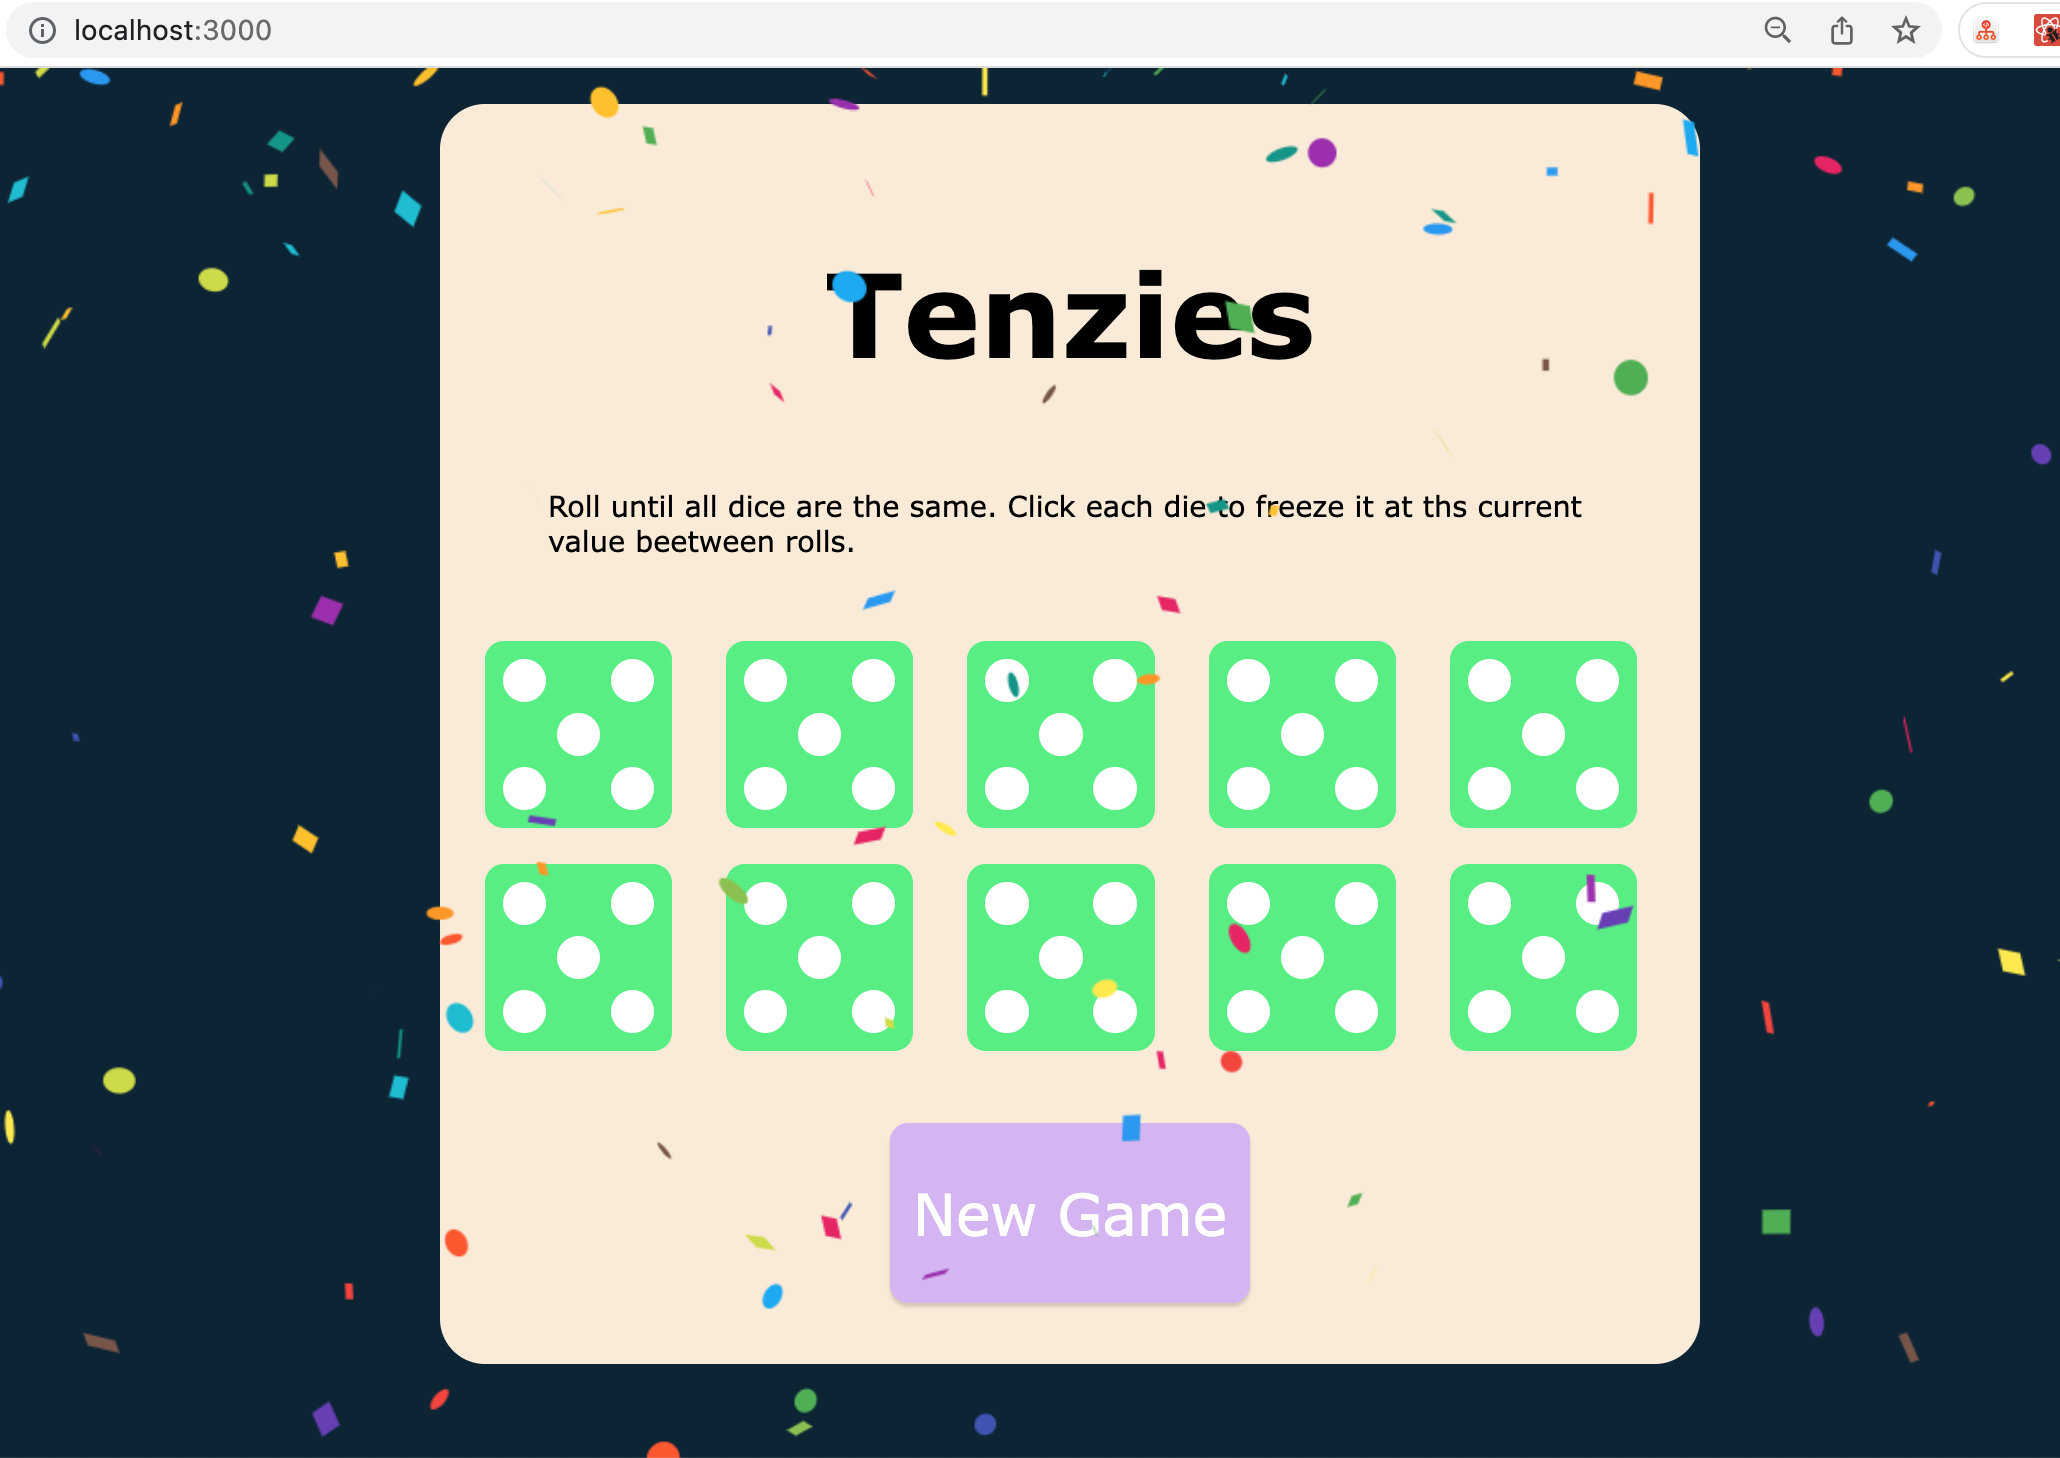 localhost:3000
Tenzies
Roll until all dice are the same. Click each die to freeze it at ths current
value beetween rolls.
New Game